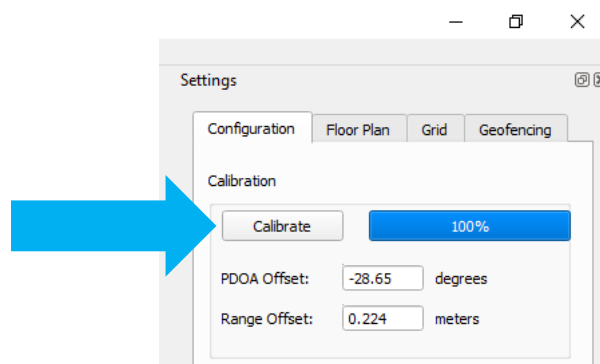 Settings
Configuration Floor Plan Grid Geofencing
Calibration
Calibrate 100%
PDOA Offset: -28.65 degrees
Range Offset: 0.224 meters